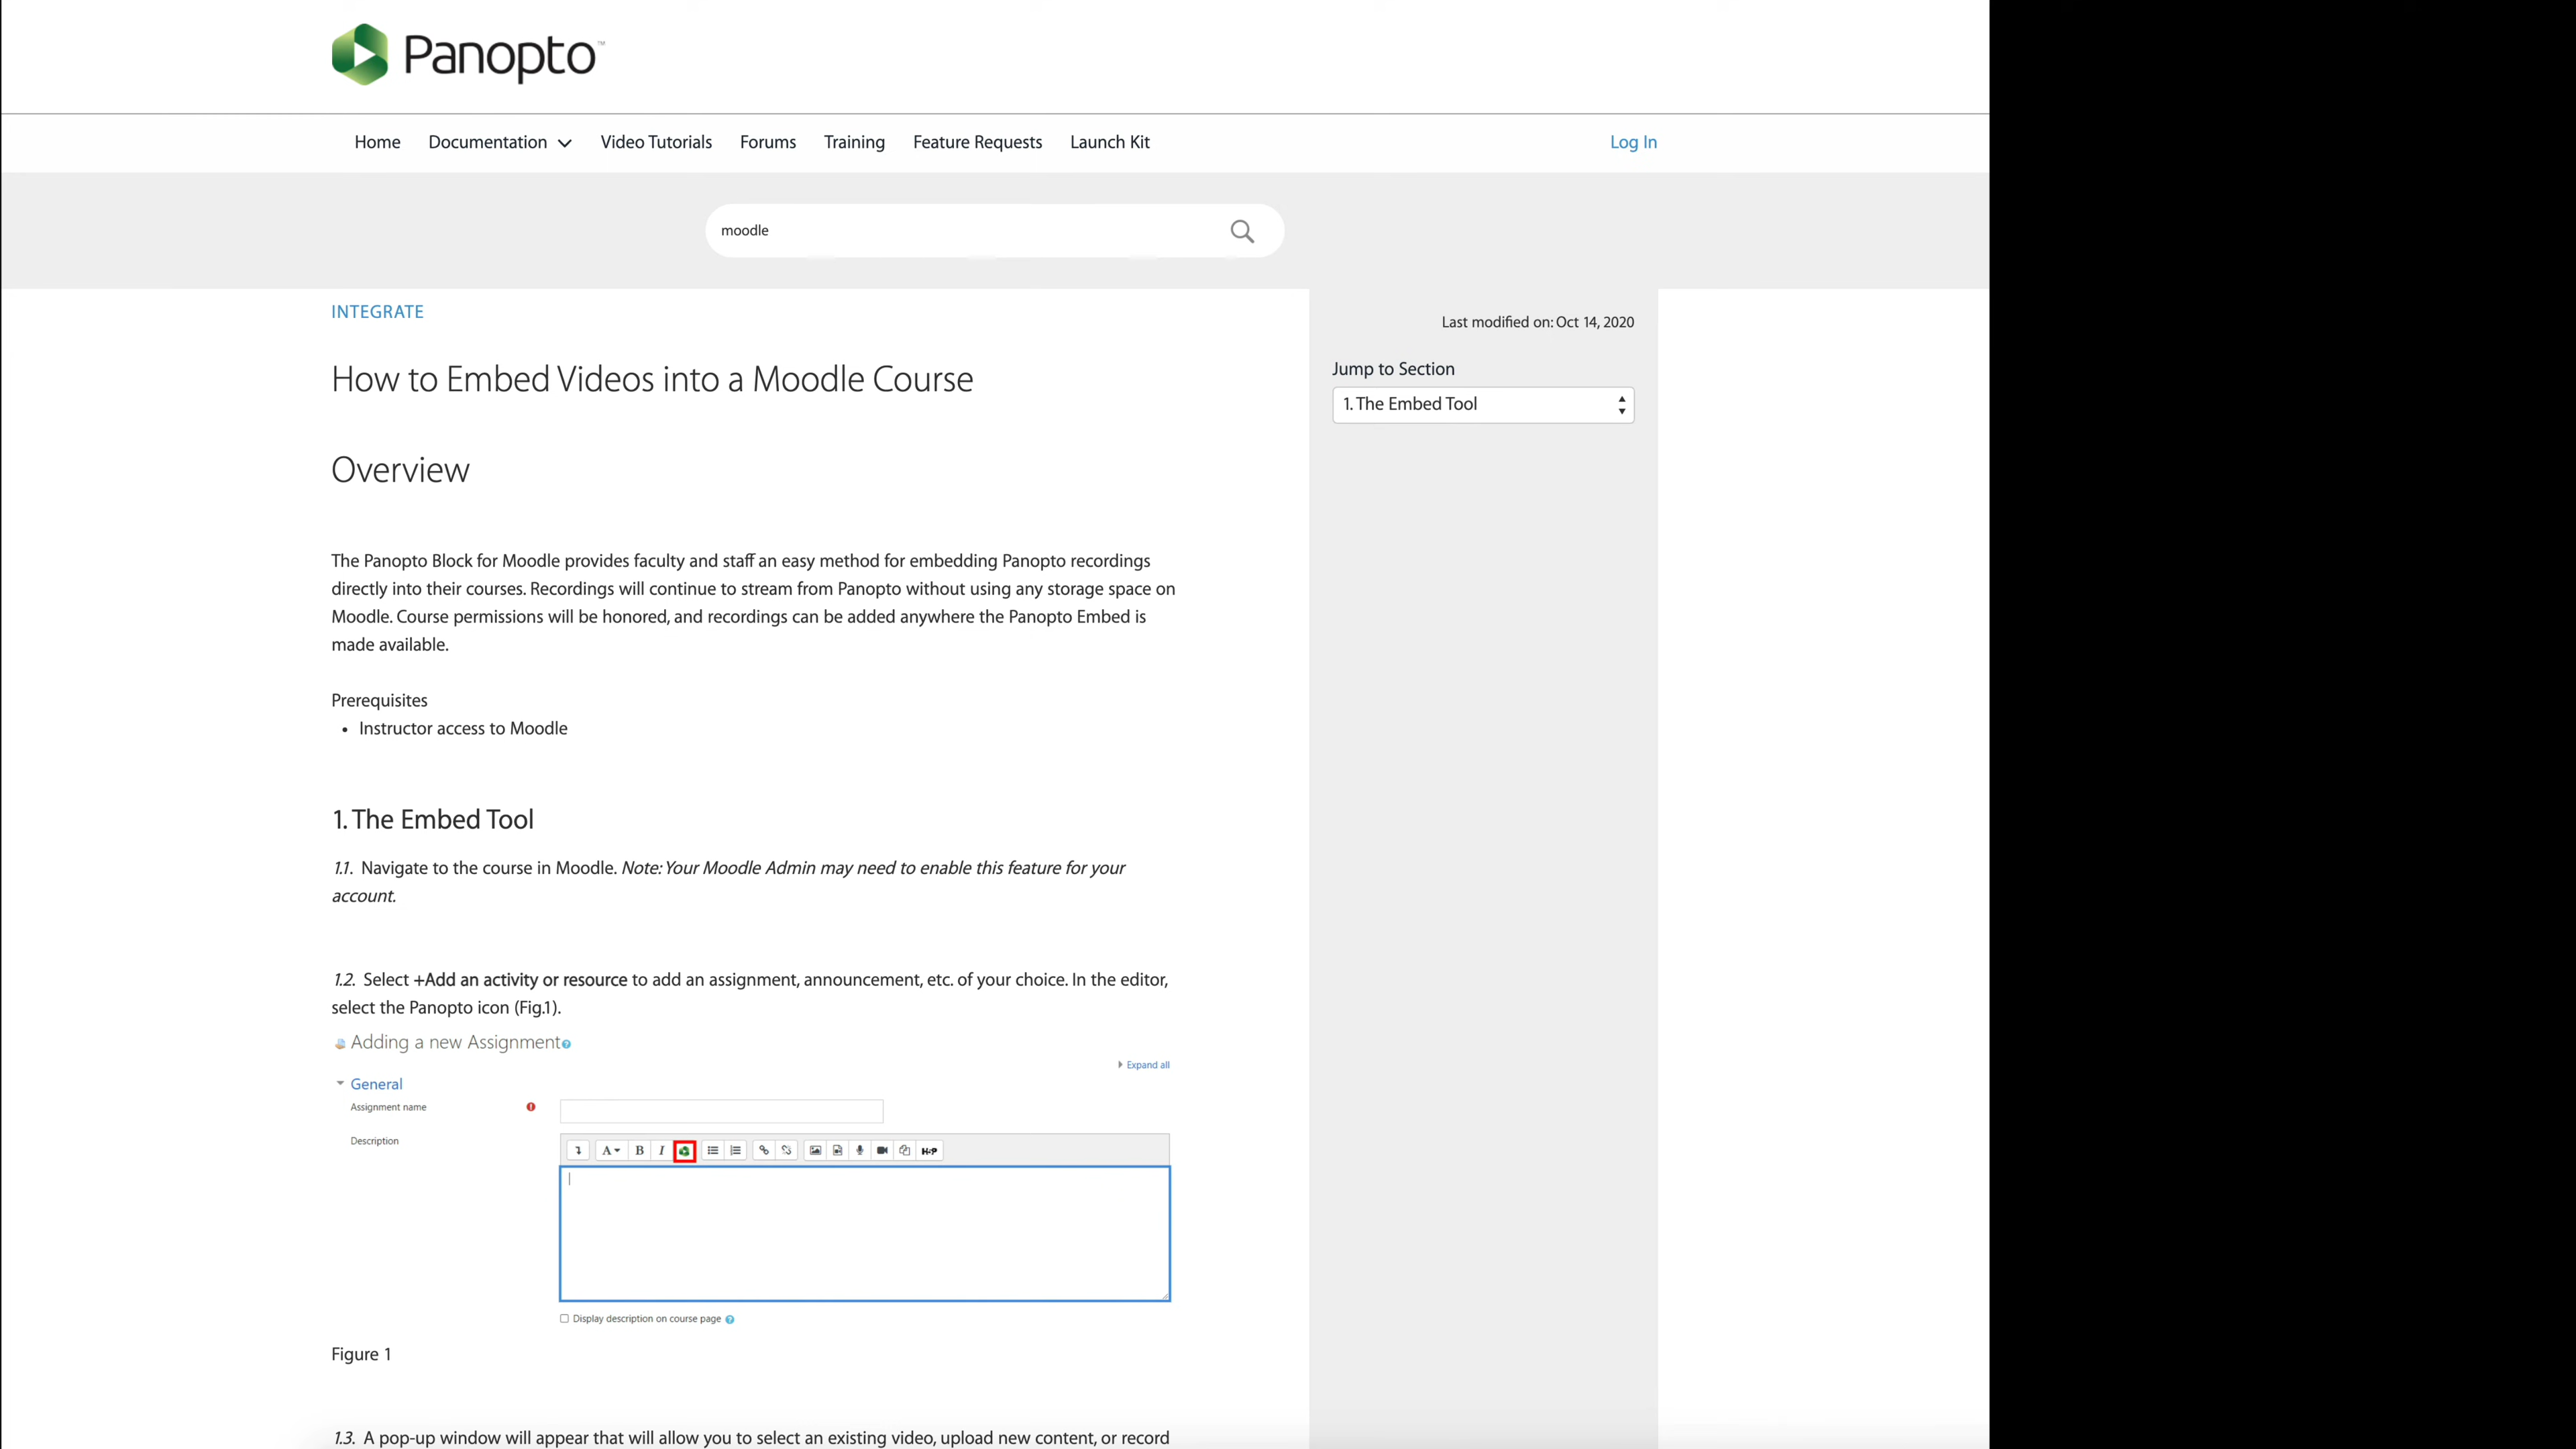 Panopto™
Home Documentation Video Tutorials Forums Training Feature Requests Launch Kit Log In
moodle
INTEGRATE
Last modified on: Oct 14, 2020
How to Embed Videos into a Moodle Course
Jump to Section
1. The Embed Tool
Overview
The Panopto Block for Moodle provides faculty and staff an easy method for embedding Panopto recordings
directly into their courses. Recordings will continue to stream from Panopto without using any storage space on
Moodle. Course permissions will be honored, and recordings can be added anywhere the Panopto Embed is
made available.
Prerequisites
• Instructor access to Moodle
1. The Embed Tool
1.1. Navigate to the course in Moodle. Note: Your Moodle Admin may need to enable this feature for your
account.
1.2. Select +Add an activity or resource to add an assignment, announcement, etc. of your choice. In the editor,
select the Panopto icon (Fig.1).
Adding a new Assignment
Expand all
General
Assignment name
Description
A B I H-P
Display description on course page
Figure 1
1.3. A pop-up window will appear that will allow you to select an existing video, upload new content, or record